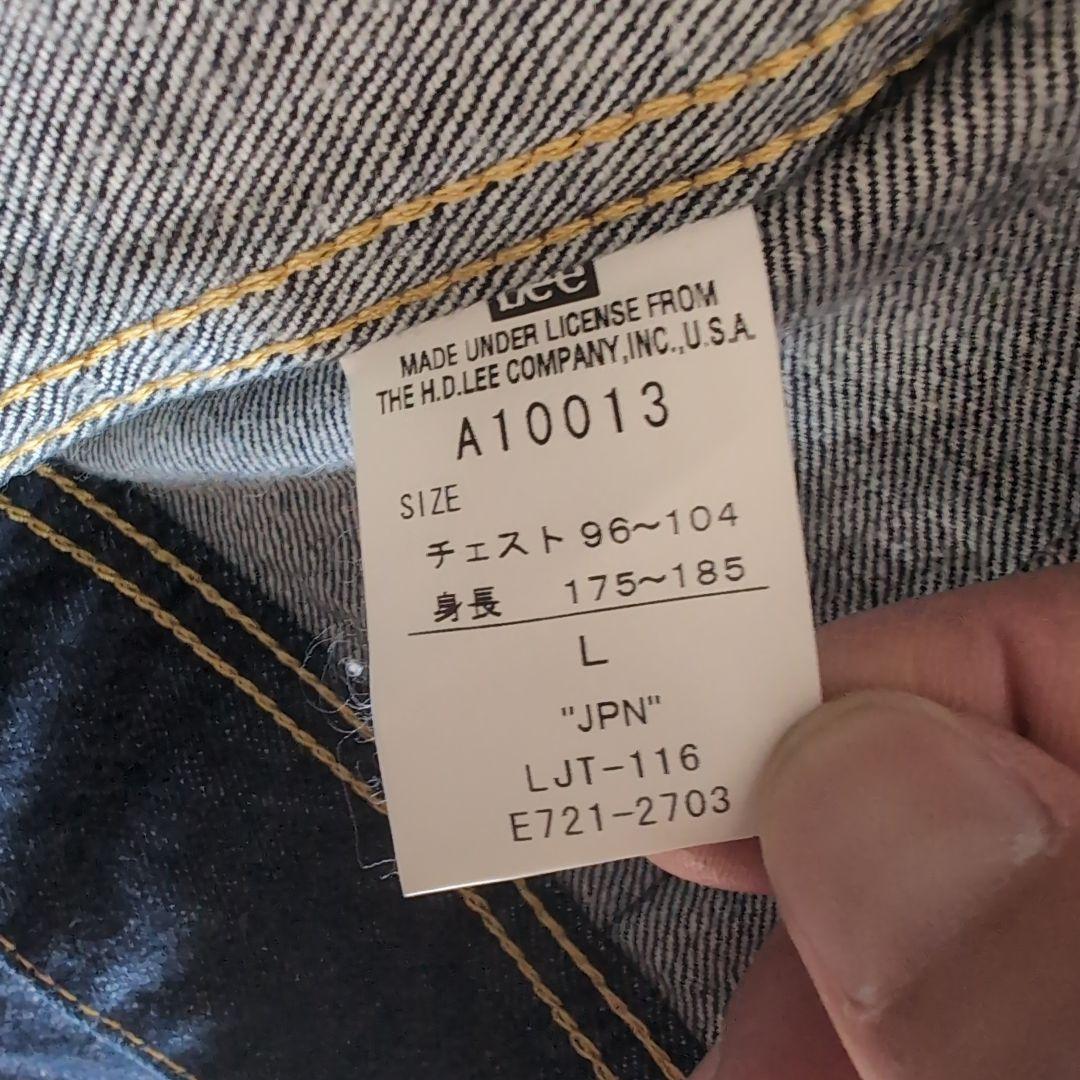 Lee
MADE UNDER LICENSE FROM
THE H.D.LEE COMPANY,INC.,U.S.A.
A10013
SIZE
チェスト 96~104
身長 175~185
L
"JPN"
LJT-116
E721-2703